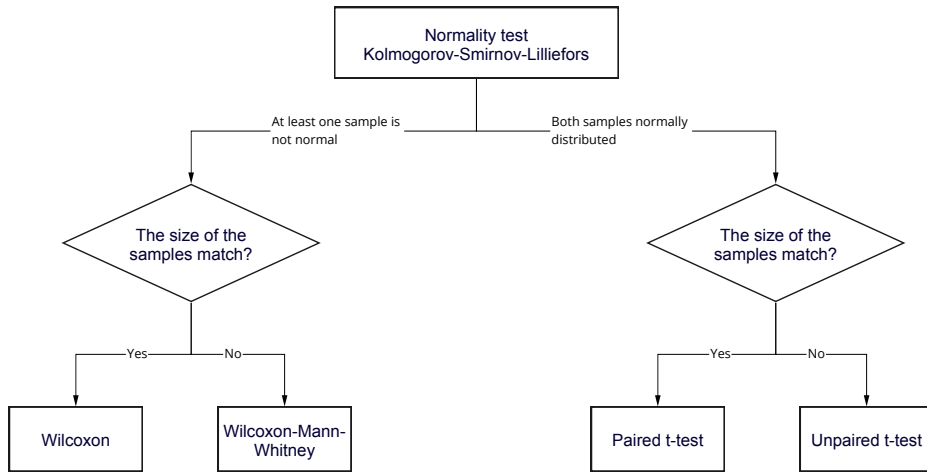 Normality test
Kolmogorov-Smirnov-Lilliefors
At least one sample is
not normal
Both samples normally
distributed
The size of the
samples match?
The size of the
samples match?
Yes
No
Yes
No
Wilcoxon
Wilcoxon-Mann-
Whitney
Paired t-test
Unpaired t-test